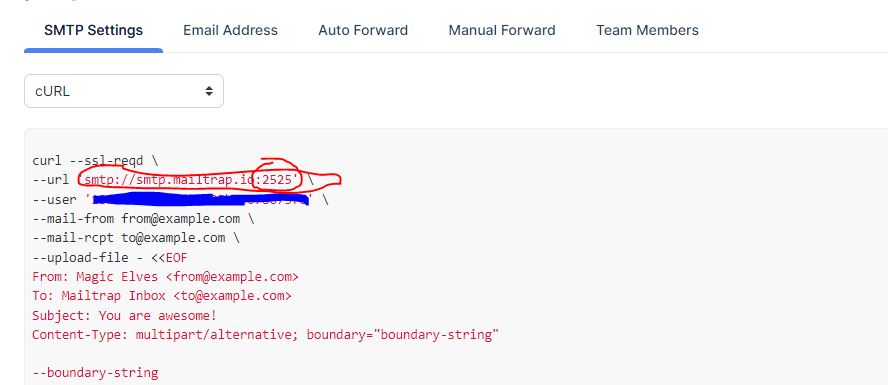 SMTP Settings Email Address Auto Forward Manual Forward Team Members
cURL
curl --ssl-reqd \
--url 'smtp://smtp.mailtrap.io:2525' \
--user ' \
--mail-from from@example.com \
--mail-rcpt to@example.com \
--upload-file - <<EOF
From: Magic Elves <from@example.com>
To: Mailtrap Inbox <to@example.com>
Subject: You are awesome!
Content-Type: multipart/alternative; boundary="boundary-string"
--boundary-string